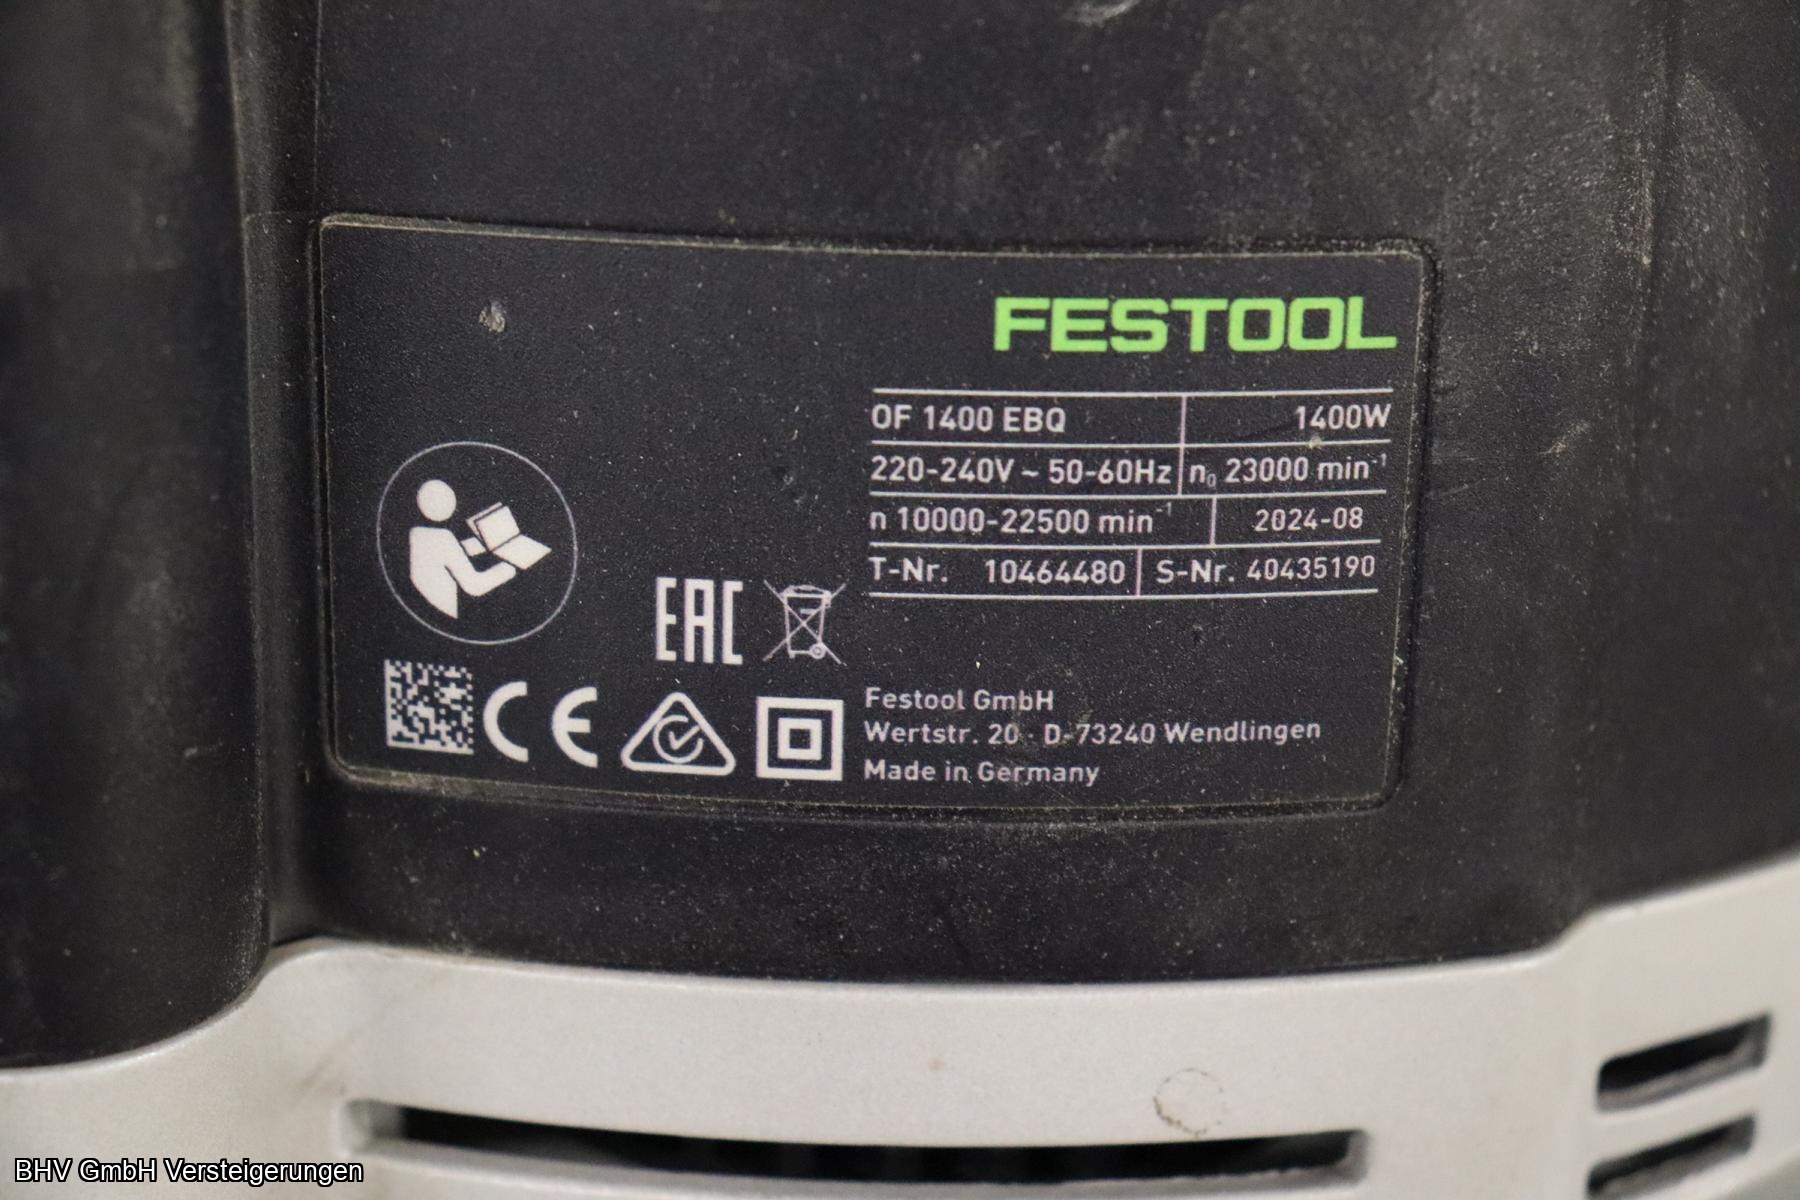 FESTOOL
OF 1400 EBQ 1400W
220-240V ~ 50-60Hz n₀ 23000 min⁻¹
n 10000-22500 min⁻¹ 2024-08
T-Nr. 10464480 S-Nr. 40435190
EAC
CE
Festool GmbH
Wertstr. 20 · D-73240 Wendlingen
Made in Germany
BHV GmbH Versteigerungen